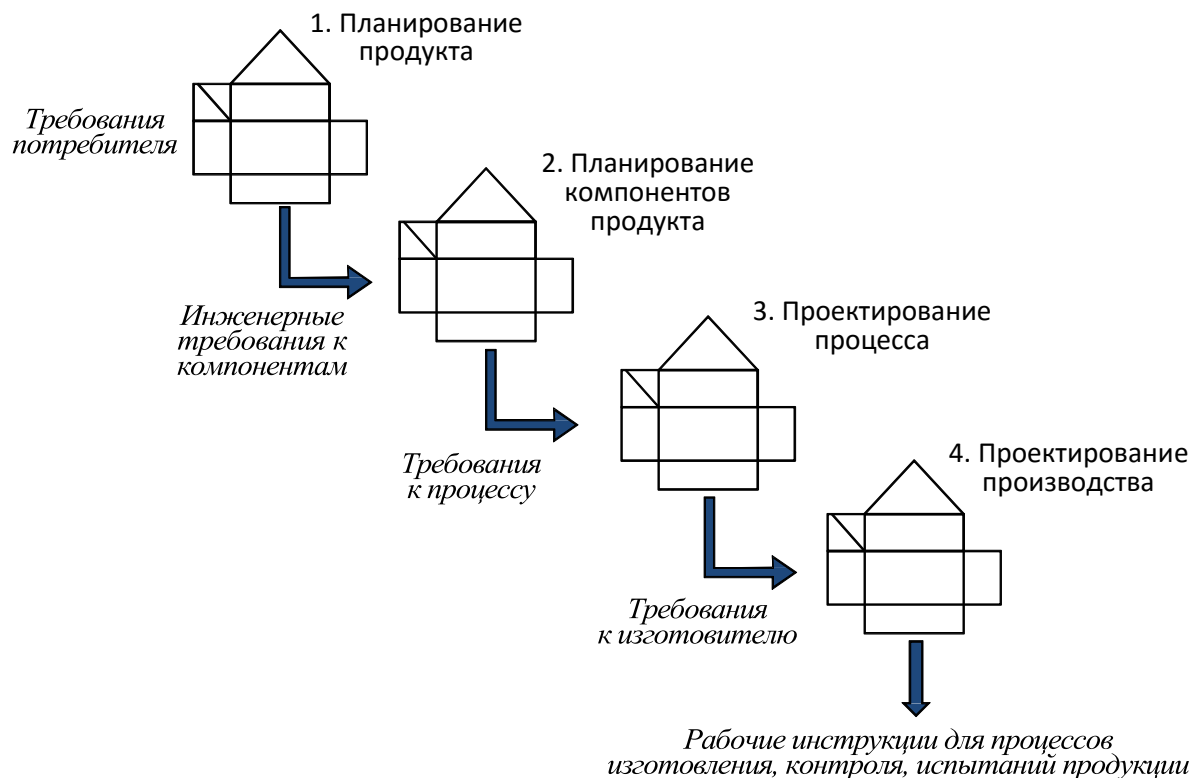 1. Планирование
продукта
Требования
потребителя
2. Планирование
компонентов
продукта
Инженерные
требования к
компонентам
3. Проектирование
процесса
Требования
к процессу
4. Проектирование
производства
Требования
к изготовителю
Рабочие инструкции для процессов
изготовления, контроля, испытаний продукции